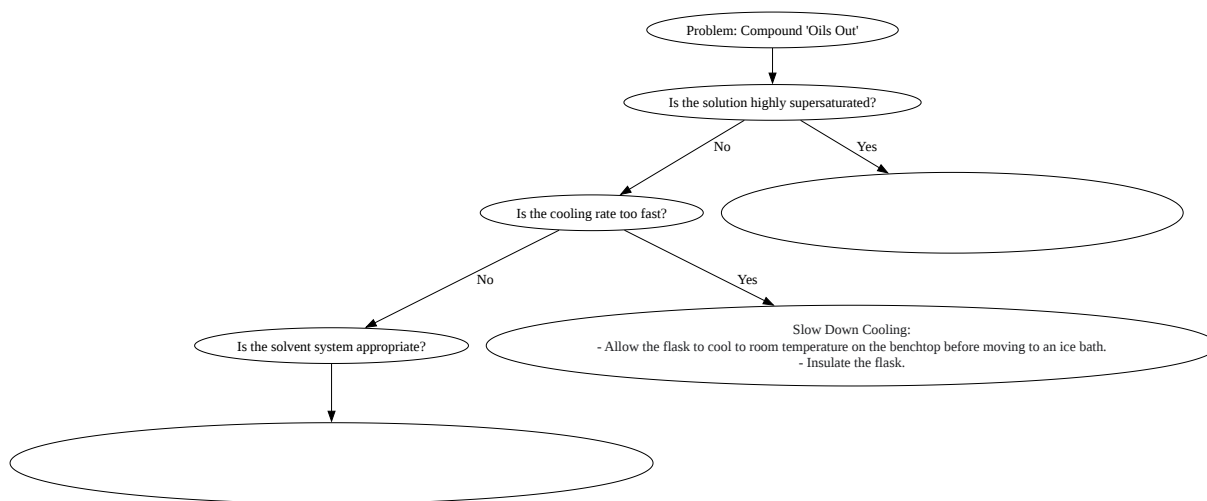 Problem: Compound 'Oils Out'
Is the solution highly supersaturated?
No
Yes
Is the cooling rate too fast?
No
Yes
Is the solvent system appropriate?
Slow Down Cooling:
- Allow the flask to cool to room temperature on the benchtop before moving to an ice bath.
- Insulate the flask.